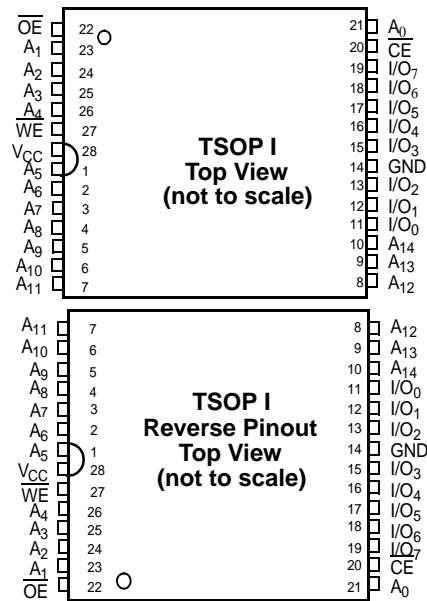 OE 22 21 A0
A1 23 20 CE
A2 24 19 I/O7
A3 25 18 I/O6
A4 26 17 I/O5
WE 27 16 I/O4
VCC 28 15 I/O3
A5 1 14 GND
A6 2 13 I/O2
A7 3 12 I/O1
A8 4 11 I/O0
A9 5 10 A14
A10 6 9 A13
A11 7 8 A12
TSOP I
Top View
(not to scale)
A11 7 8 A12
A10 6 9 A13
A9 5 10 A14
A8 4 11 I/O0
A7 3 12 I/O1
A6 2 13 I/O2
A5 1 14 GND
VCC 28 15 I/O3
WE 27 16 I/O4
A4 26 17 I/O5
A3 25 18 I/O6
A2 24 19 I/O7
A1 23 20 CE
OE 22 21 A0
TSOP I
Reverse Pinout
Top View
(not to scale)